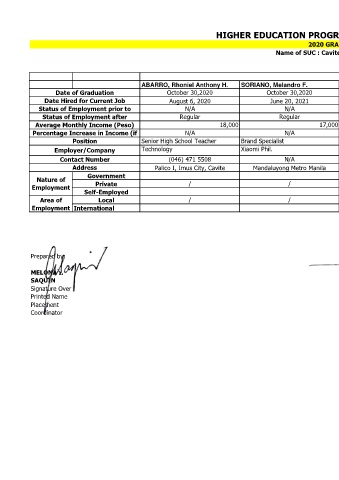 HIGHER EDUCATION PROGR
2020 GRA
Name of SUC : Cavite
ABARRO, Rhoniel Anthony H. SORIANO, Melandro F.
Date of Graduation October 30,2020 October 30,2020
Date Hired for Current Job August 6, 2020 June 20, 2021
Status of Employment prior to N/A N/A
Status of Employment after Regular Regular
Average Monthly Income (Peso) 18,000 17,000
Percentage Increase in Income (if N/A N/A
Position Senior High School Teacher Brand Specialist
Employer/Company Technology Xiaomi Phil.
Contact Number (046) 471 5508 N/A
Address Palico I, Imus City, Cavite Mandaluyong Metro Manila
Nature of Employment Government
Private / /
Self-Employed
Area of Employment Local / /
International
Prepared by:
SAQUIN
Signature Over
Printed Name
Placement
Coordinator